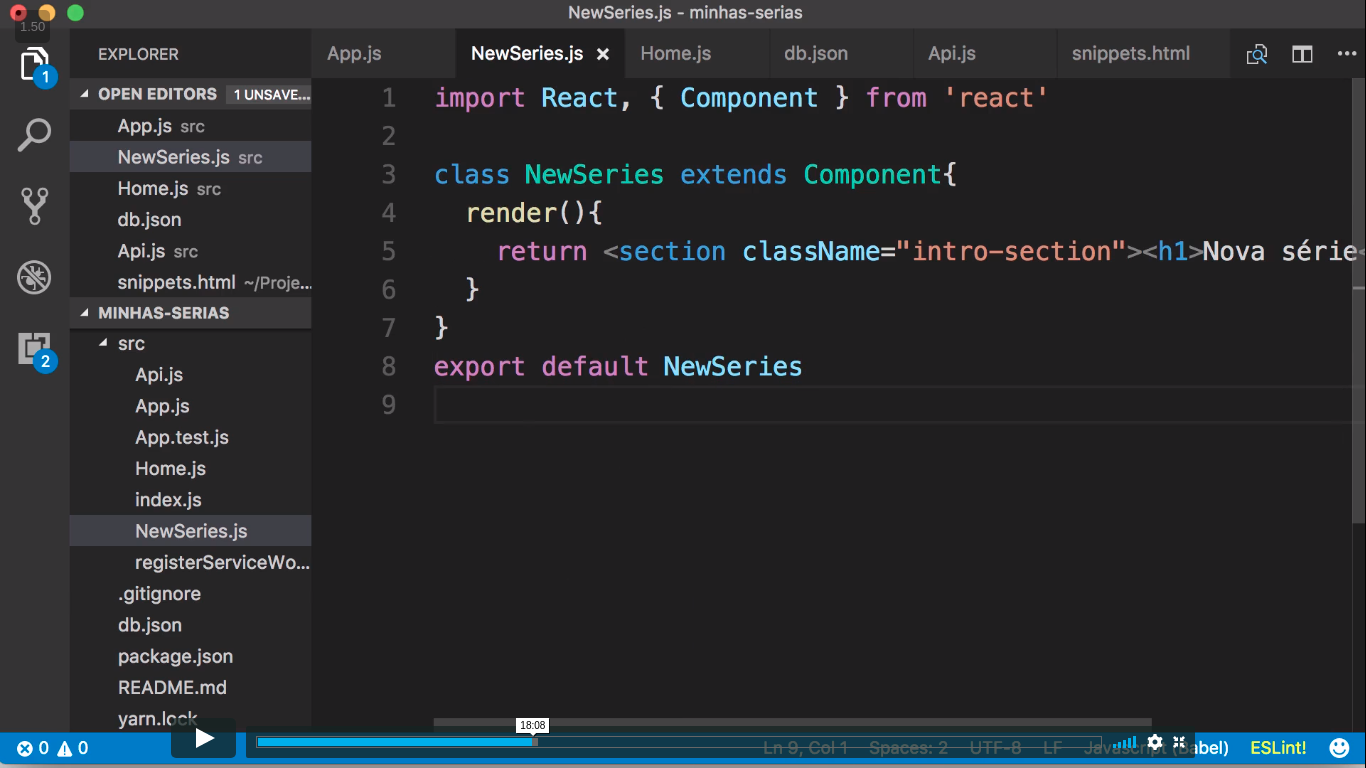 NewSeries.js - minhas-serias
1.50
EXPLORER
App.js
NewSeries.js ×
Home.js
db.json
Api.js
snippets.html
1
OPEN EDITORS 1 UNSAVE...
App.js src
NewSeries.js src
Home.js src
db.json
Api.js src
snippets.html ~/Proje...
MINHAS-SERIAS
2
src
Api.js
App.js
App.test.js
Home.js
index.js
NewSeries.js
registerServiceWo...
.gitignore
db.json
package.json
README.md
yarn.lock
1 import React, { Component } from 'react'
2
3 class NewSeries extends Component{
4 render(){
5 return <section className="intro-section"><h1>Nova série<
6 }
7 }
8 export default NewSeries
9
18:08
0 0
Ln 9, Col 1 Spaces: 2 UTF-8 LF Javascript (Babel) ESLint!